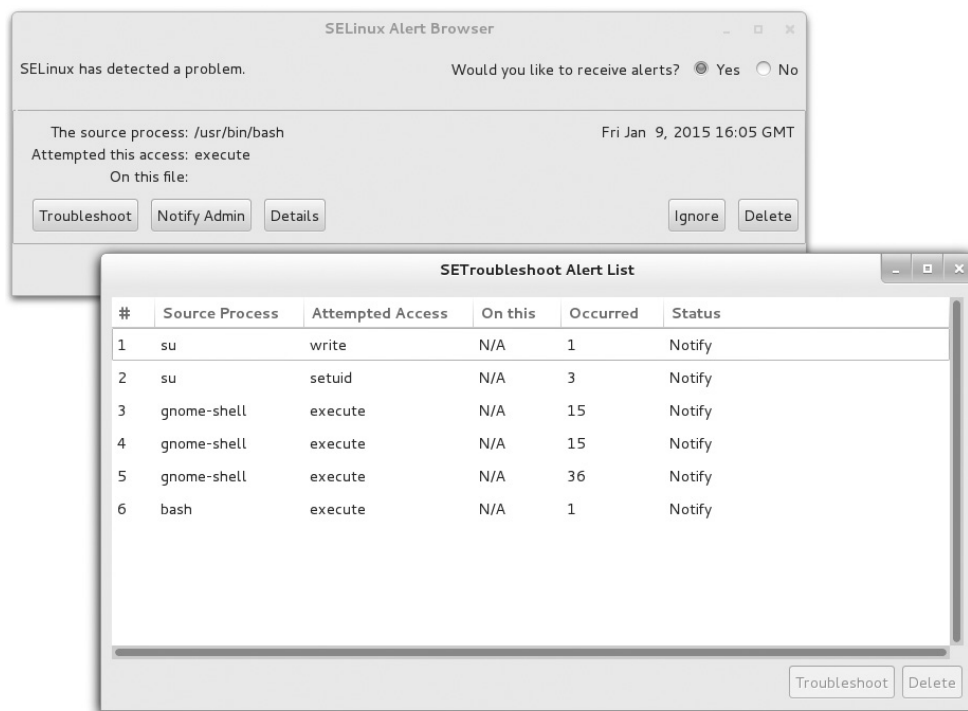 SELinux Alert Browser
SELinux has detected a problem. Would you like to receive alerts? Yes No
The source process: /usr/bin/bash Fri Jan 9, 2015 16:05 GMT
Attempted this access: execute
On this file:
Troubleshoot Notify Admin Details Ignore Delete
SETroubleshoot Alert List
# Source Process Attempted Access On this Occurred Status
1 su write N/A 1 Notify
2 su setuid N/A 3 Notify
3 gnome-shell execute N/A 15 Notify
4 gnome-shell execute N/A 15 Notify
5 gnome-shell execute N/A 36 Notify
6 bash execute N/A 1 Notify
Troubleshoot Delete